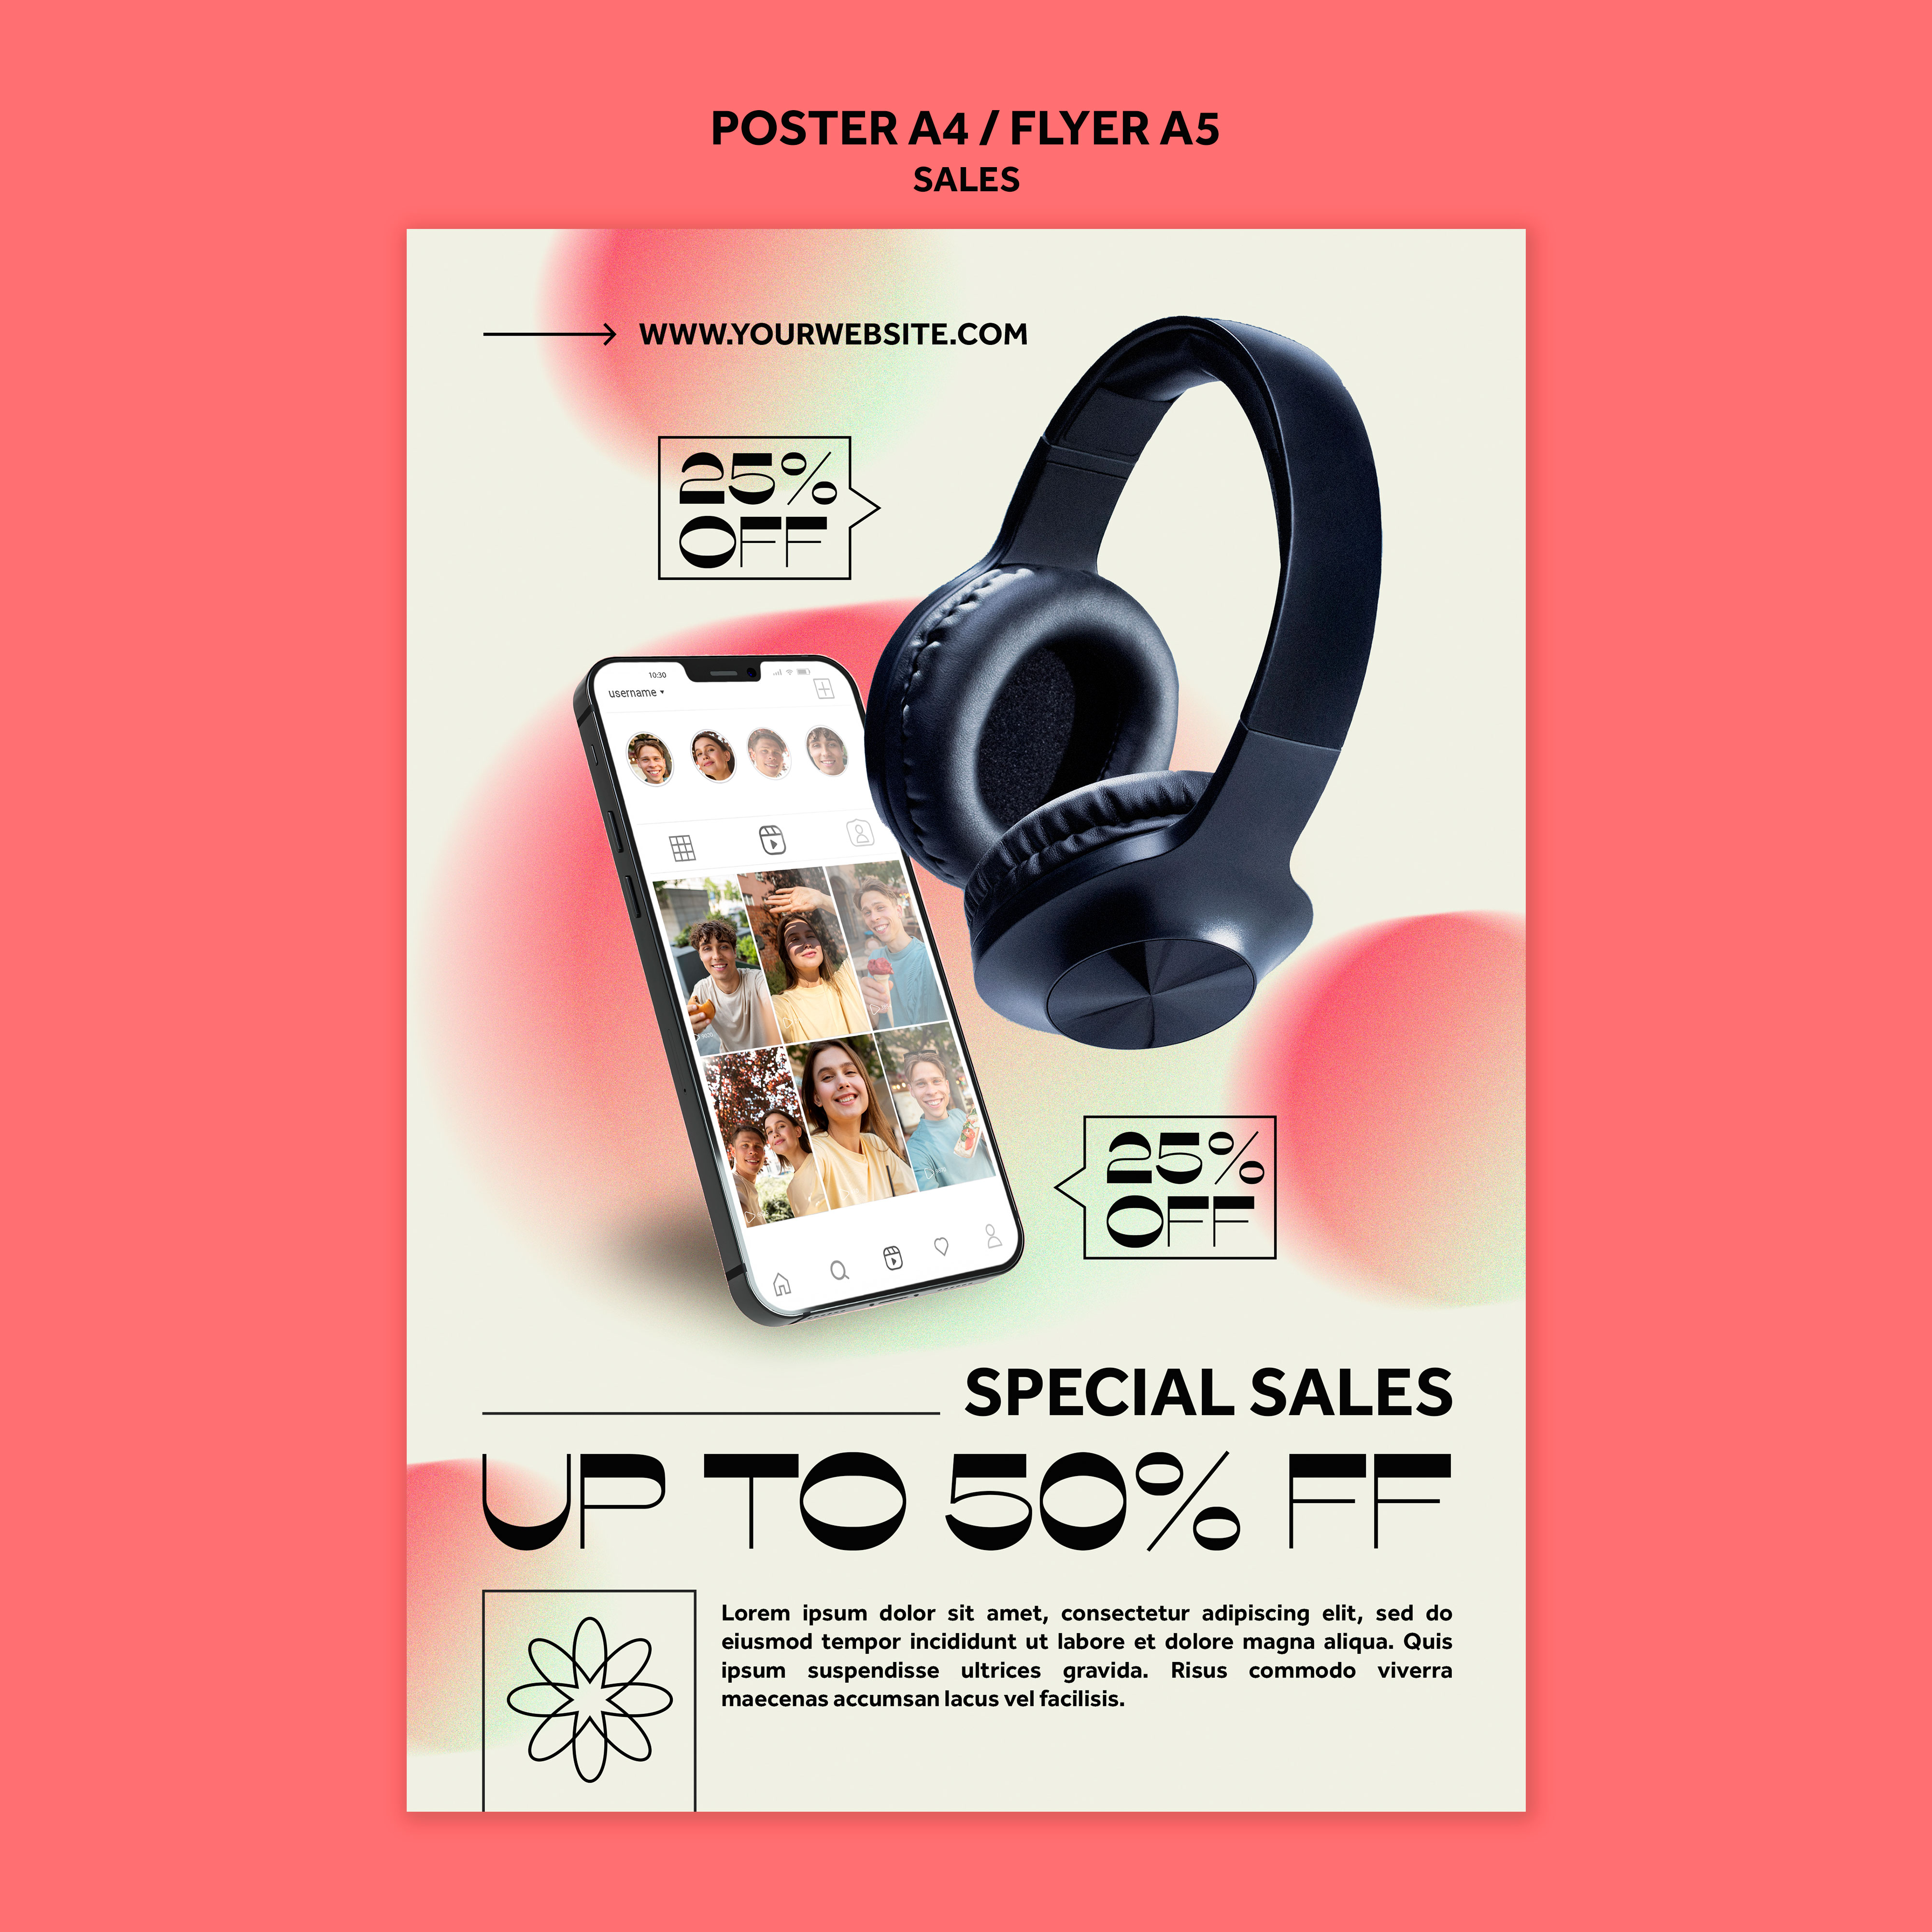 POSTER A4 / FLYER A5
SALES
WWW.YOURWEBSITE.COM
25%
OFF
10:30
username
25%
OFF
SPECIAL SALES
UP TO 50% FF
Lorem ipsum dolor sit amet, consectetur adipiscing elit, sed do
eiusmod tempor incididunt ut labore et dolore magna aliqua. Quis
ipsum suspendisse ultrices gravida. Risus commodo viverra
maecenas accumsan lacus vel facilisis.